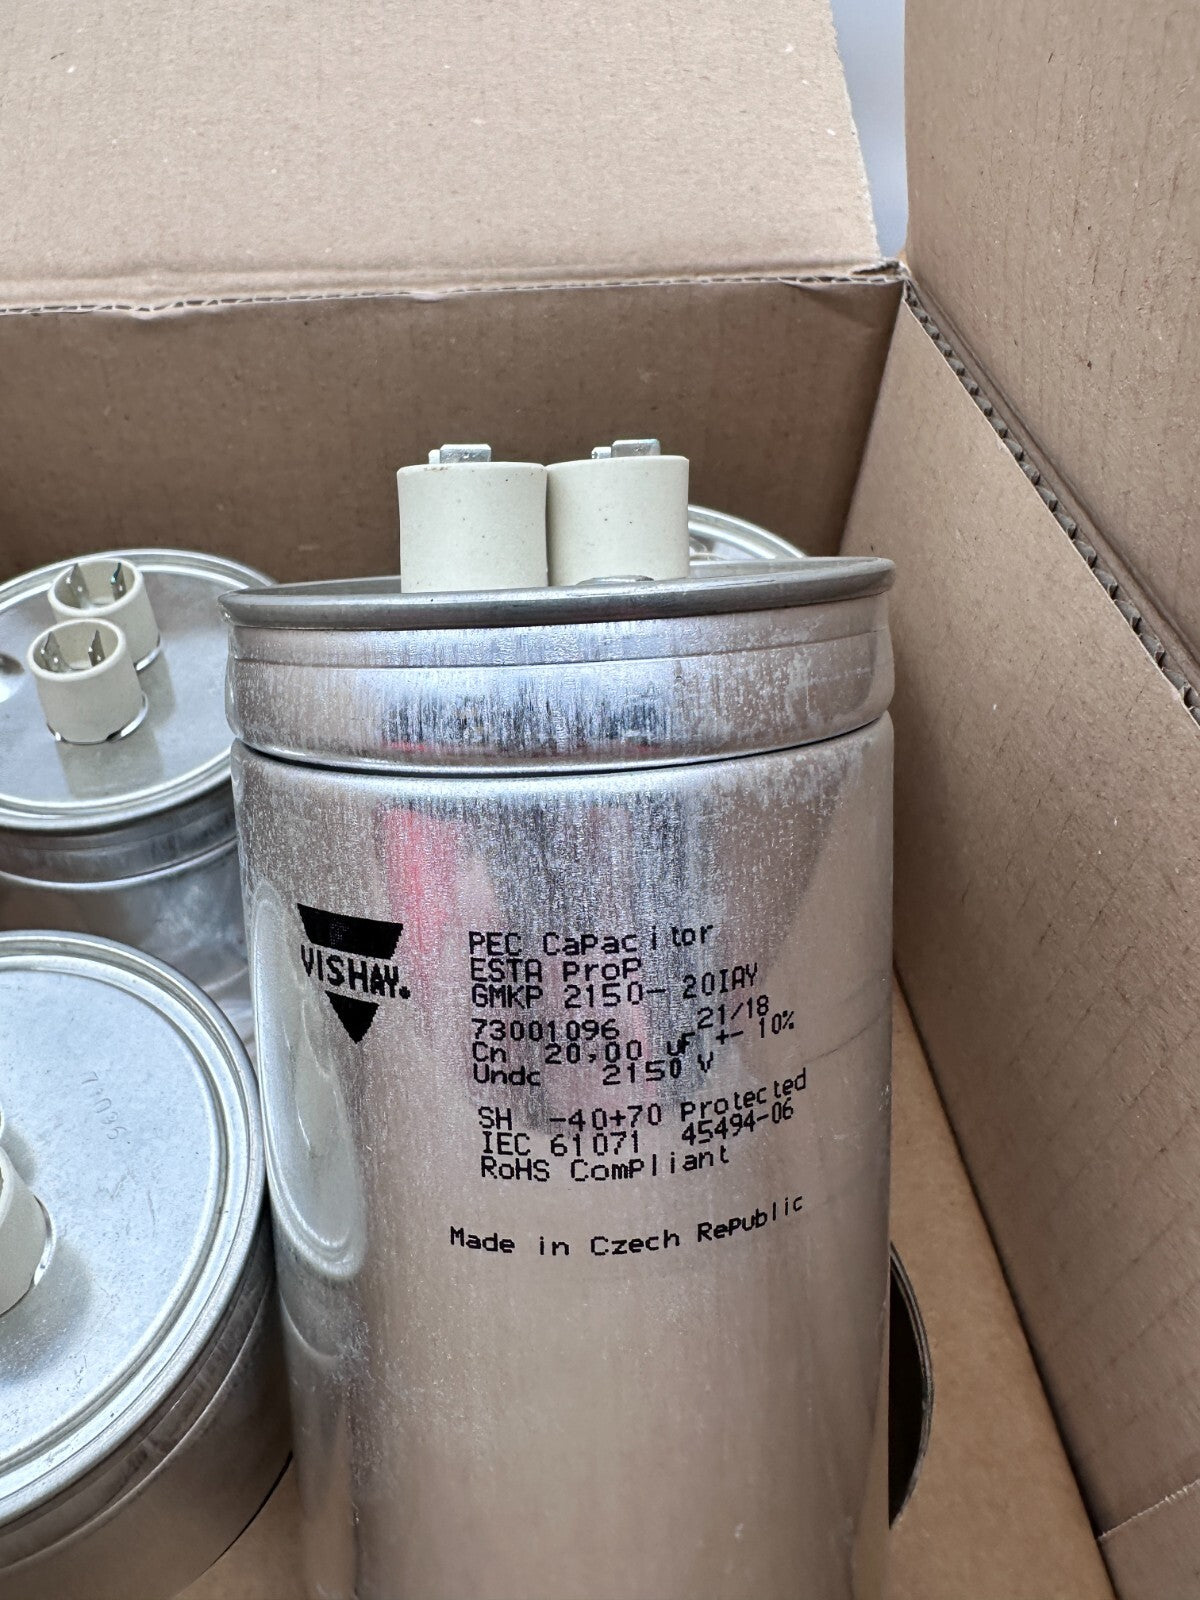 VISHAY.
PEC Capacitor
ESTA Prop
GMKP 2150- 20IAY
73001096 21/18
Cn 20,00 uF +- 10%
Undc 2150 V
SH -40+70 Protected
IEC 61071 45494-06
RoHS Compliant
Made in Czech Republic